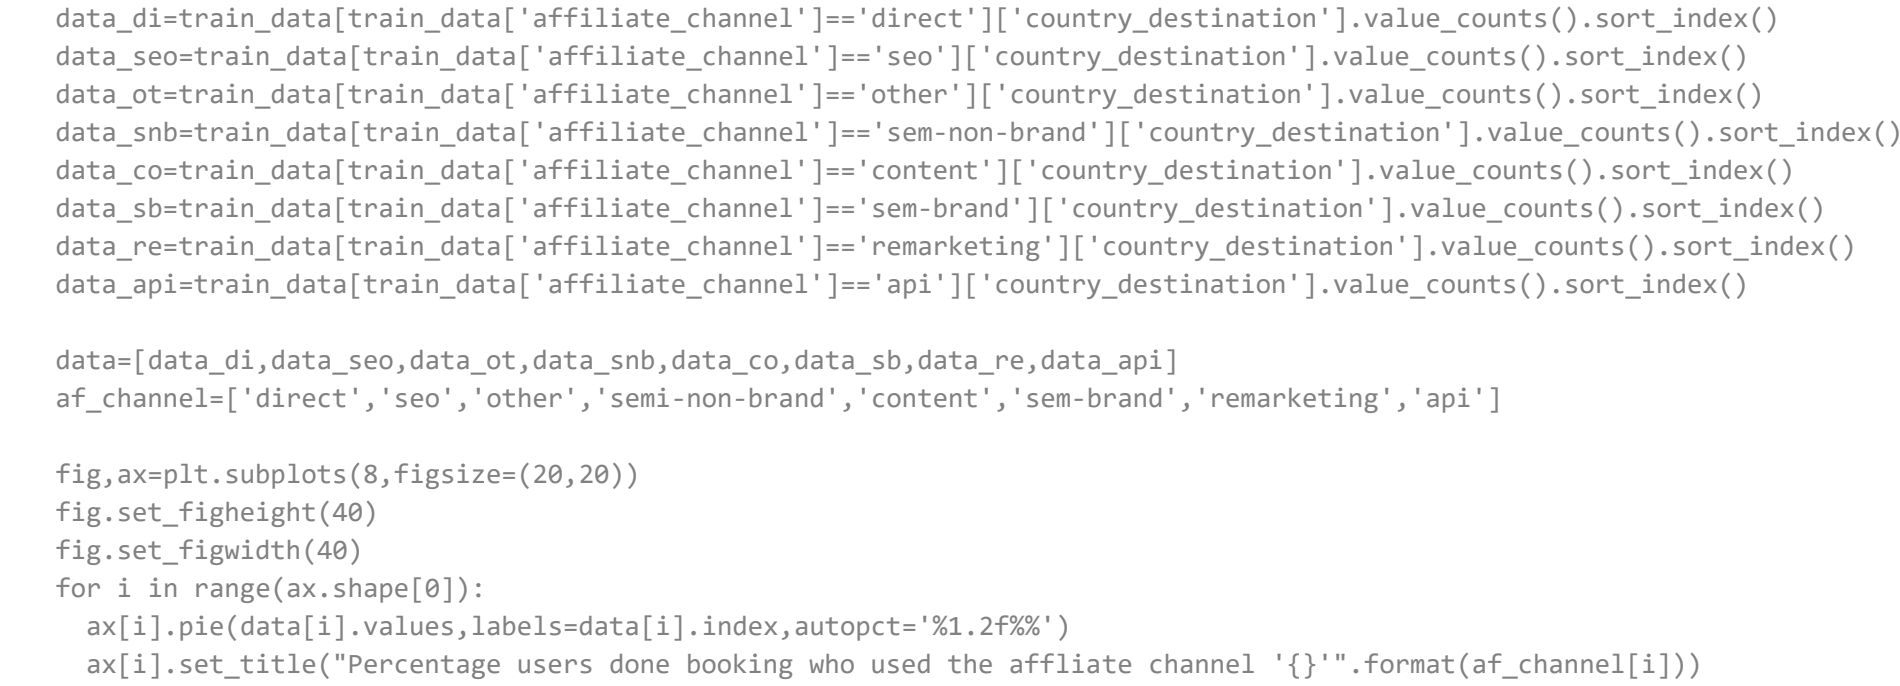 data_di=train_data[train_data['affiliate_channel']=='direct']['country_destination'].value_counts().sort_index()
data_seo=train_data[train_data['affiliate_channel']=='seo']['country_destination'].value_counts().sort_index()
data_ot=train_data[train_data['affiliate_channel']=='other']['country_destination'].value_counts().sort_index()
data_snb=train_data[train_data['affiliate_channel']=='sem-non-brand']['country_destination'].value_counts().sort_index()
data_co=train_data[train_data['affiliate_channel']=='content']['country_destination'].value_counts().sort_index()
data_sb=train_data[train_data['affiliate_channel']=='sem-brand']['country_destination'].value_counts().sort_index()
data_re=train_data[train_data['affiliate_channel']=='remarketing']['country_destination'].value_counts().sort_index()
data_api=train_data[train_data['affiliate_channel']=='api']['country_destination'].value_counts().sort_index()

data=[data_di,data_seo,data_ot,data_snb,data_co,data_sb,data_re,data_api]
af_channel=['direct','seo','other','semi-non-brand','content','sem-brand','remarketing','api']

fig,ax=plt.subplots(8,figsize=(20,20))
fig.set_figheight(40)
fig.set_figwidth(40)
for i in range(ax.shape[0]):
  ax[i].pie(data[i].values,labels=data[i].index,autopct='%1.2f%%')
  ax[i].set_title("Percentage users done booking who used the affliate channel '{}'".format(af_channel[i]))